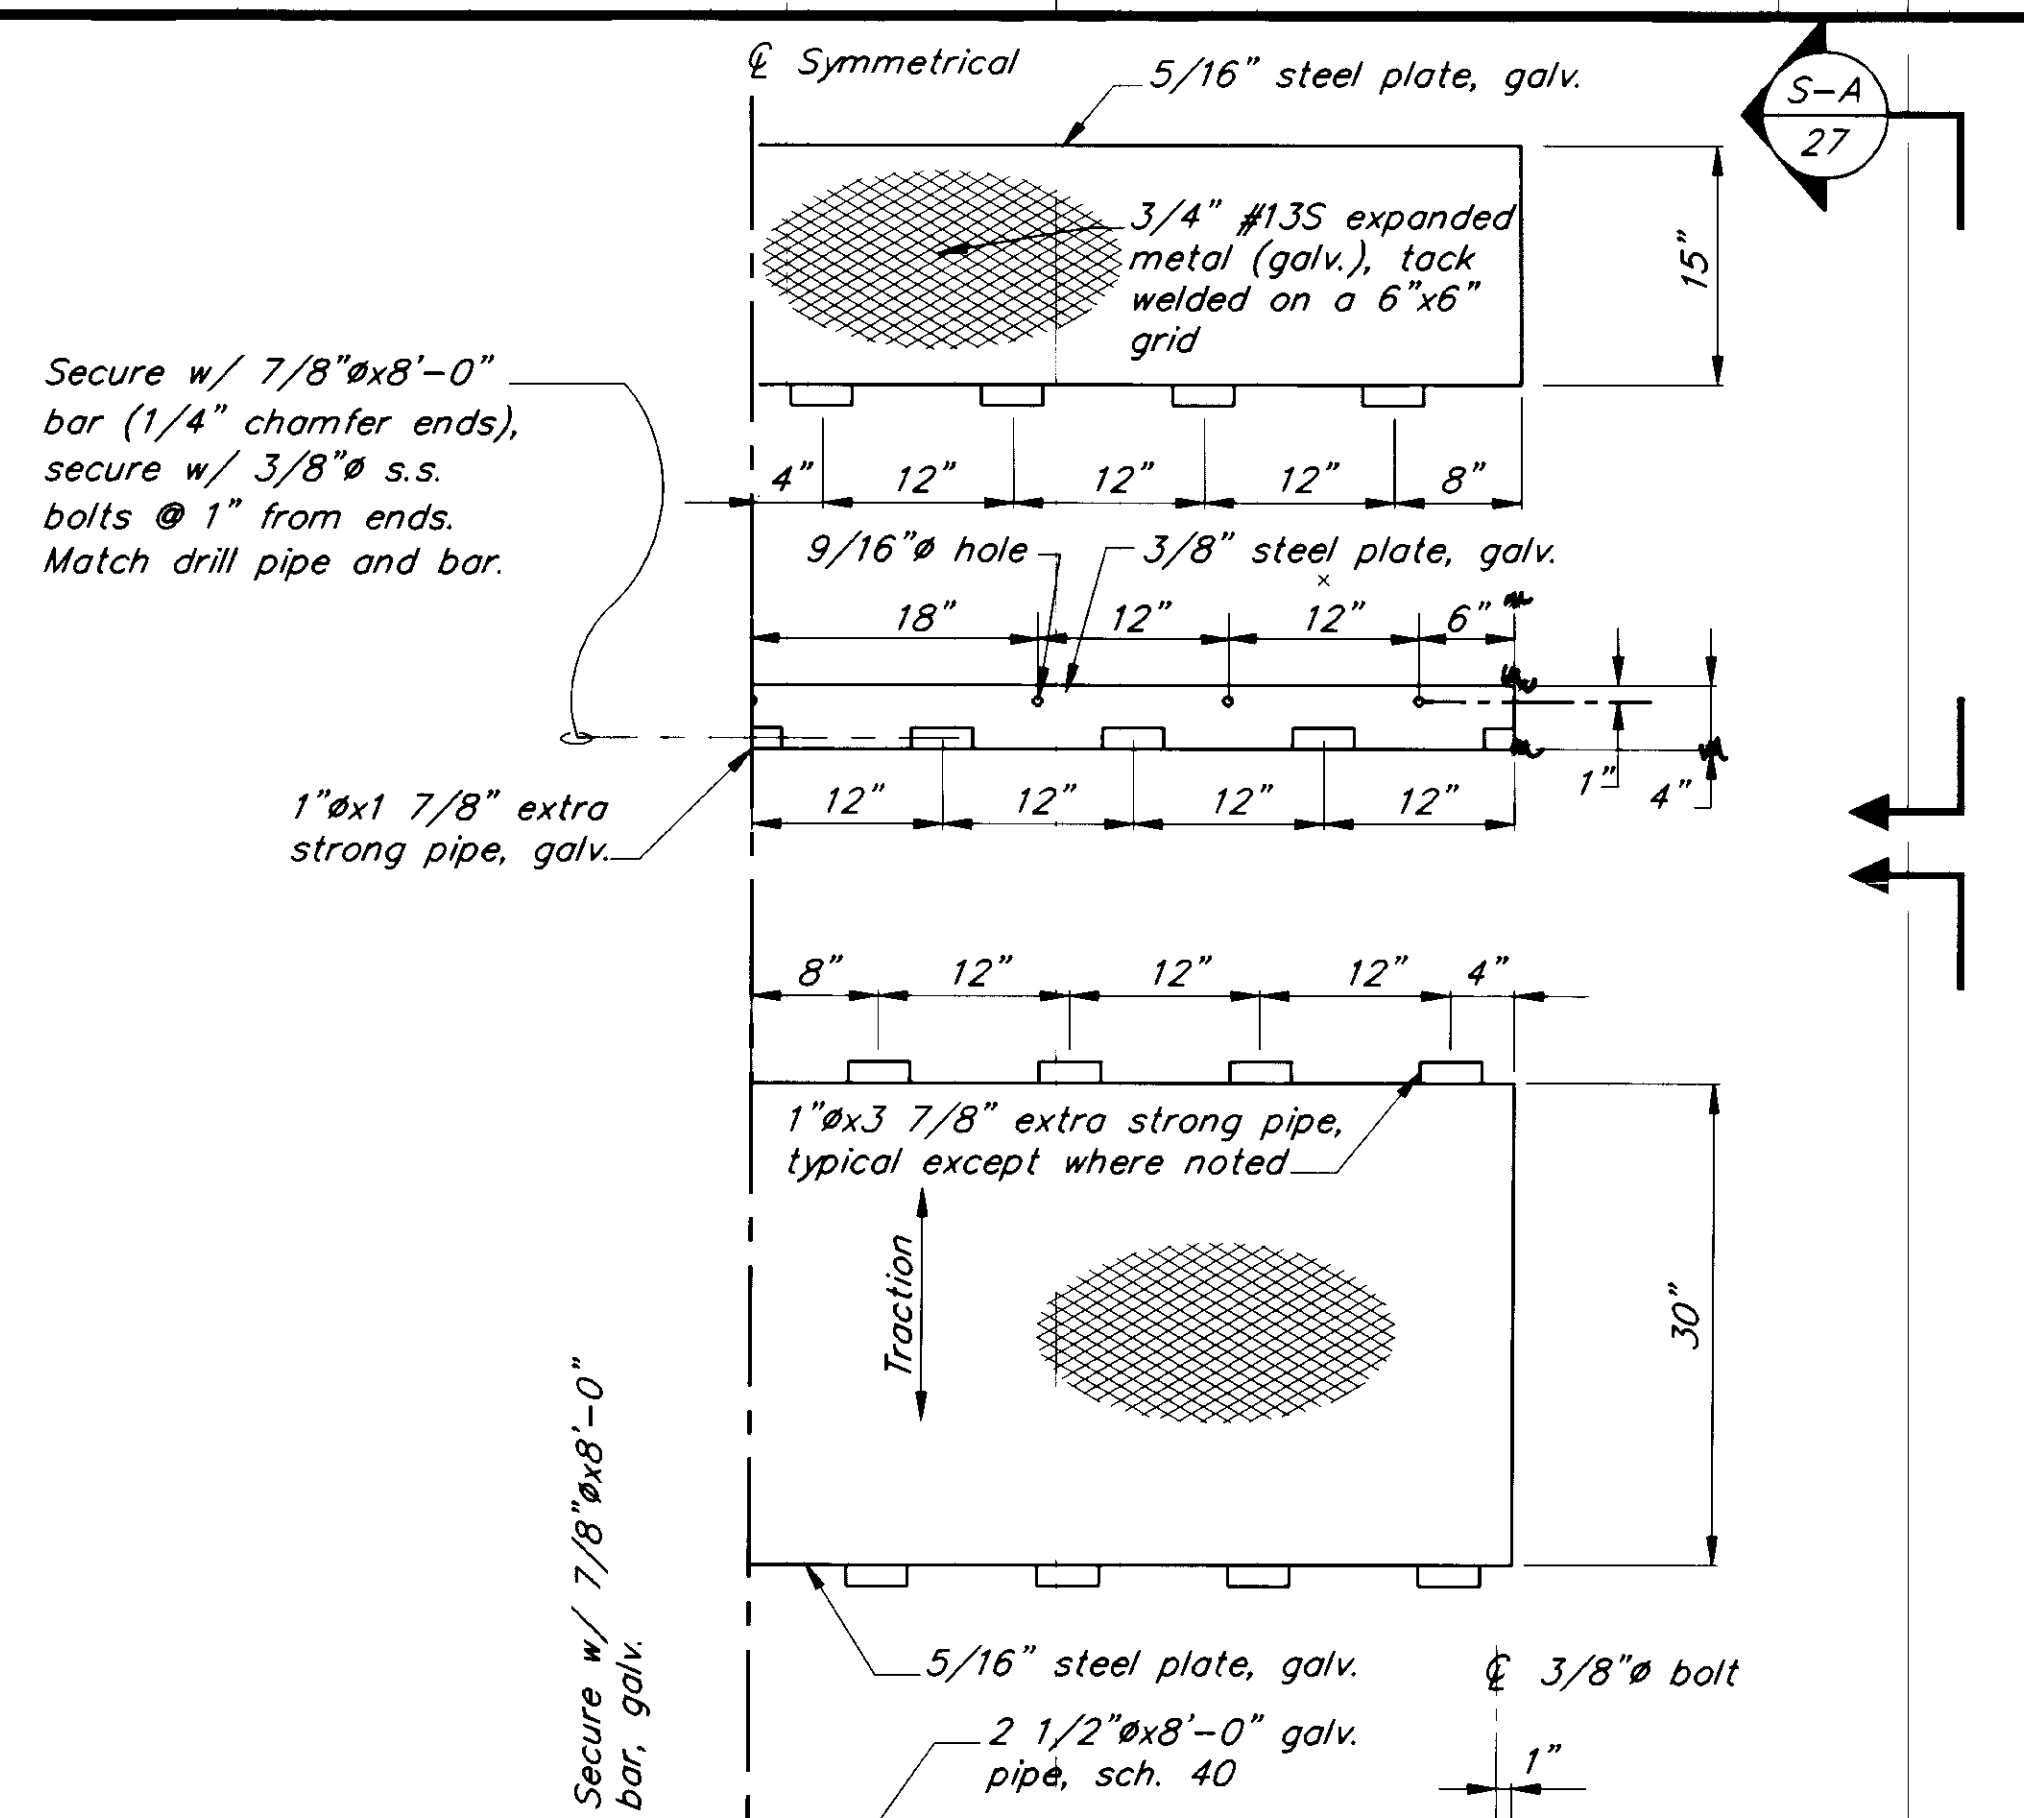 ℄ Symmetrical
5/16" steel plate, galv.
S-A
27
3/4" #13S expanded
metal (galv.), tack
welded on a 6"x6"
grid
15"
Secure w/ 7/8"øx8'-0"
bar (1/4" chamfer ends),
secure w/ 3/8"ø s.s.
bolts @ 1" from ends.
Match drill pipe and bar.
4" 12" 12" 12" 8"
9/16"ø hole
3/8" steel plate, galv.
x
18" 12" 12" 6"
1" 4"
1"øx1 7/8" extra
strong pipe, galv.
12" 12" 12" 12"
8" 12" 12" 12" 4"
1"øx3 7/8" extra strong pipe,
typical except where noted
Traction
30"
Secure w/ 7/8"øx8'-0"
bar, galv.
5/16" steel plate, galv.
℄ 3/8"ø bolt
2 1/2"øx8'-0" galv.
pipe, sch. 40
1"